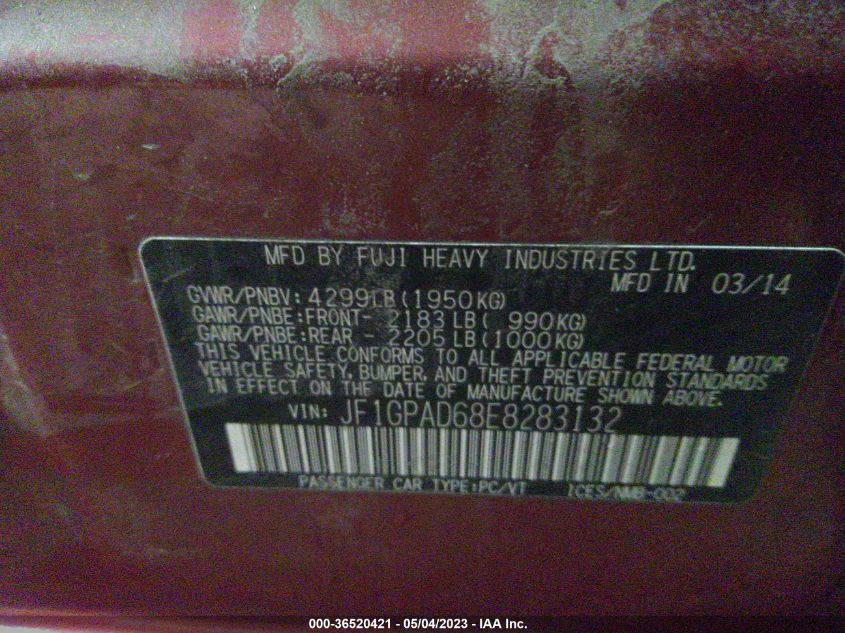 MFD BY FUJI HEAVY INDUSTRIES LTD.
MFD IN 03/14
GVWR/PNBV: 4299LB(1950KG)
GAWR/PNBE:FRONT- 2183LB( 990KG)
GAWR/PNBE:REAR - 2205LB(1000KG)
THIS VEHICLE CONFORMS TO ALL APPLICABLE FEDERAL MOTOR
VEHICLE SAFETY, BUMPER, AND THEFT PREVENTION STANDARDS
IN EFFECT ON THE DATE OF MANUFACTURE SHOWN ABOVE.
VIN: JF1GPAD68E8283132
PASSENGER CAR TYPE:PC/VT ICES/NMB-002
000-36520421 - 05/04/2023 - IAA Inc.